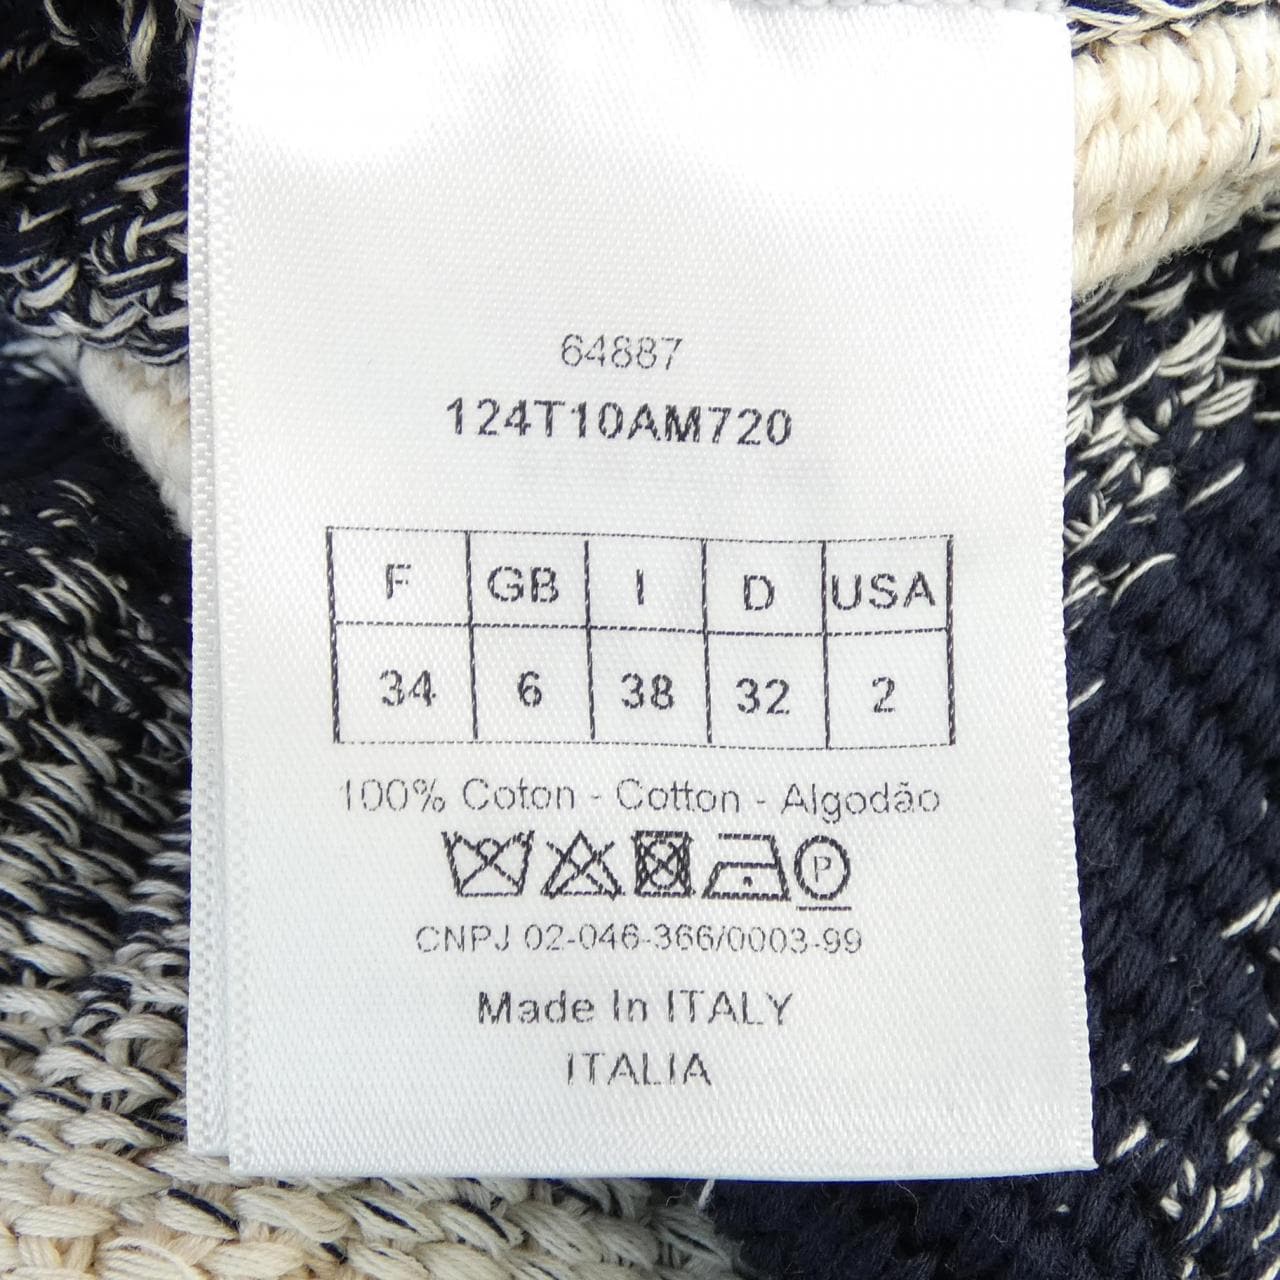 64887
124T10AM720
F GB I D USA
34 6 38 32 2
100% Coton - Cotton - Algodão
P
CNPJ 02-046-366/0003-99
Made In ITALY
ITALIA